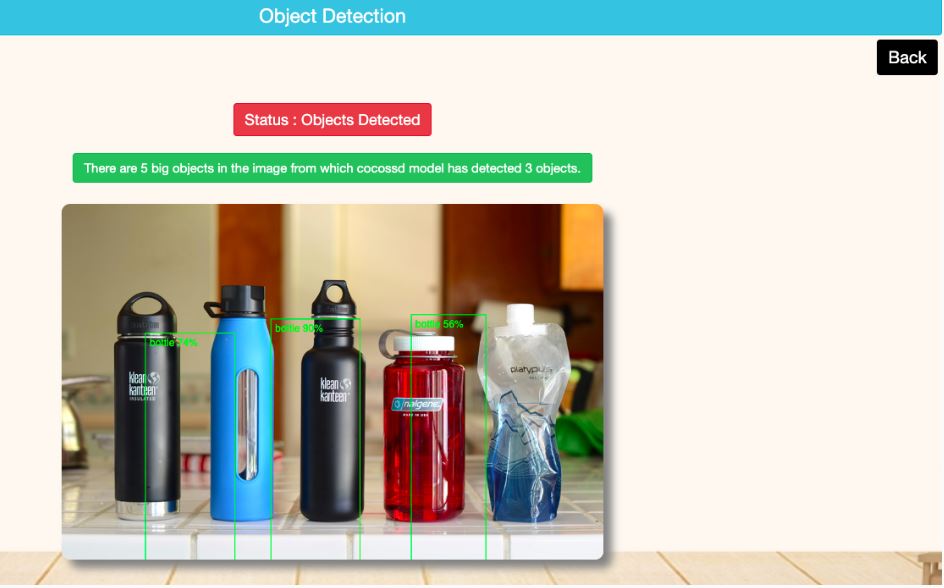 Object Detection
Back
Status : Objects Detected
There are 5 big objects in the image from which cocossd model has detected 3 objects.
bottle 74%
bottle 90%
bottle 56%
klean
kanteen
INSULATED
klean
kanteen
nalgene
platypus